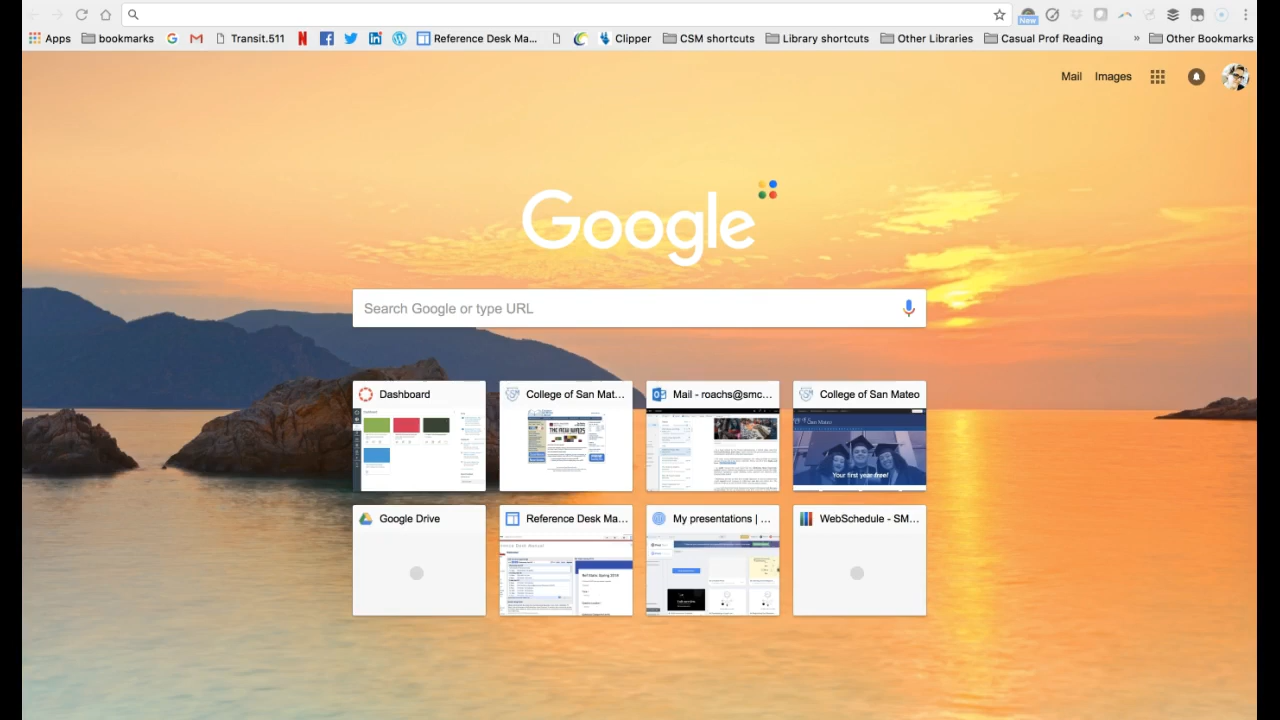 New
Apps bookmarks Transit.511 Reference Desk Ma... Clipper CSM shortcuts Library shortcuts Other Libraries Casual Prof Reading » Other Bookmarks
Mail Images
Google
Search Google or type URL
Dashboard College of San Mat... Mail - roachs@smc... College of San Mateo
Your first year free!
Google Drive Reference Desk Ma... My presentations | ... WebSchedule - SM...